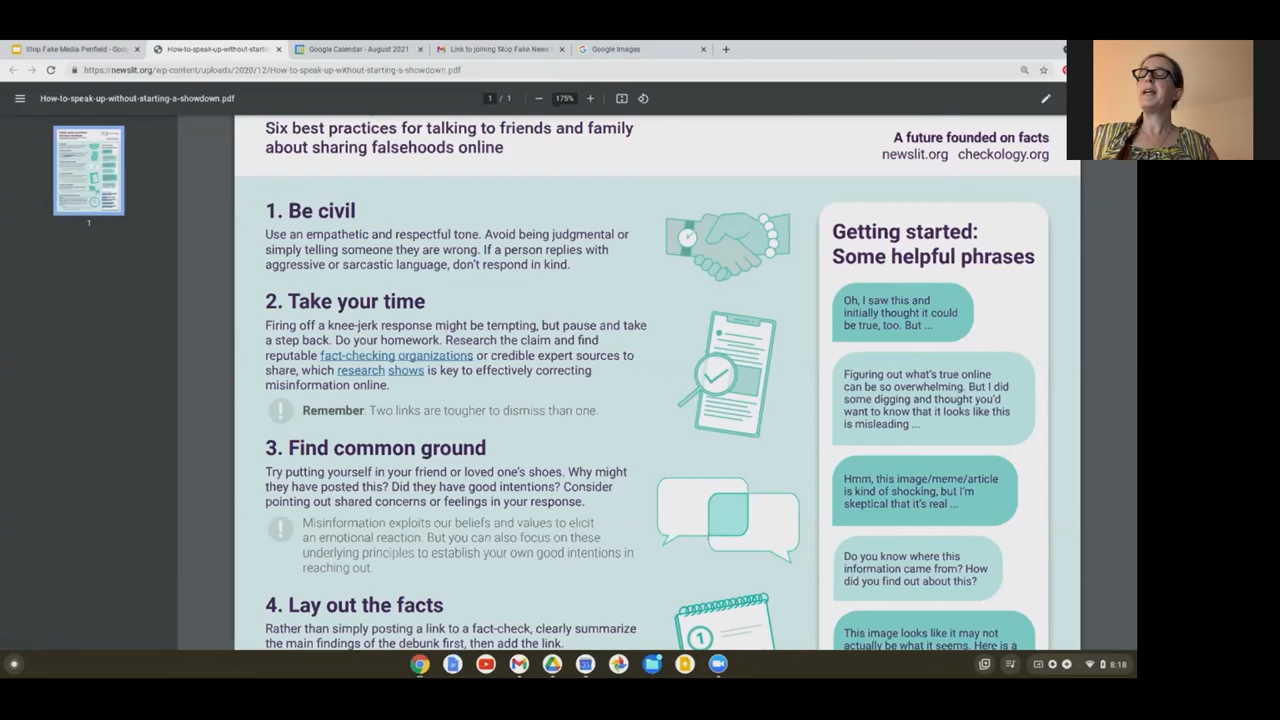 Stop Fake Media Penfield - Goo
How-to-speak-up-without-startin
Google Calendar - August 2021
Link to joining Stop Fake News
Google Images
https://newslit.org/wp-content/uploads/2020/12/How-to-speak-up-without-starting-a-showdown.pdf
How-to-speak-up-without-starting-a-showdown.pdf
1 / 1
175%
1
Six best practices for talking to friends and family
about sharing falsehoods online
A future founded on facts
newslit.org checkology.org
1. Be civil
Use an empathetic and respectful tone. Avoid being judgmental or
simply telling someone they are wrong. If a person replies with
aggressive or sarcastic language, don't respond in kind.
2. Take your time
Firing off a knee-jerk response might be tempting, but pause and take
a step back. Do your homework. Research the claim and find
reputable fact-checking organizations or credible expert sources to
share, which research shows is key to effectively correcting
misinformation online.
! Remember: Two links are tougher to dismiss than one.
3. Find common ground
Try putting yourself in your friend or loved one's shoes. Why might
they have posted this? Did they have good intentions? Consider
pointing out shared concerns or feelings in your response.
! Misinformation exploits our beliefs and values to elicit
an emotional reaction. But you can also focus on these
underlying principles to establish your own good intentions in
reaching out.
4. Lay out the facts
Rather than simply posting a link to a fact-check, clearly summarize
the main findings of the debunk first, then add the link.
1
Getting started:
Some helpful phrases
Oh, I saw this and
initially thought it could
be true, too. But ...
Figuring out what's true online
can be so overwhelming. But I did
some digging and thought you'd
want to know that it looks like this
is misleading ...
Hmm, this image/meme/article
is kind of shocking, but I'm
skeptical that it's real ...
Do you know where this
information came from? How
did you find out about this?
This image looks like it may not
actually be what it seems. Here is a
8:18